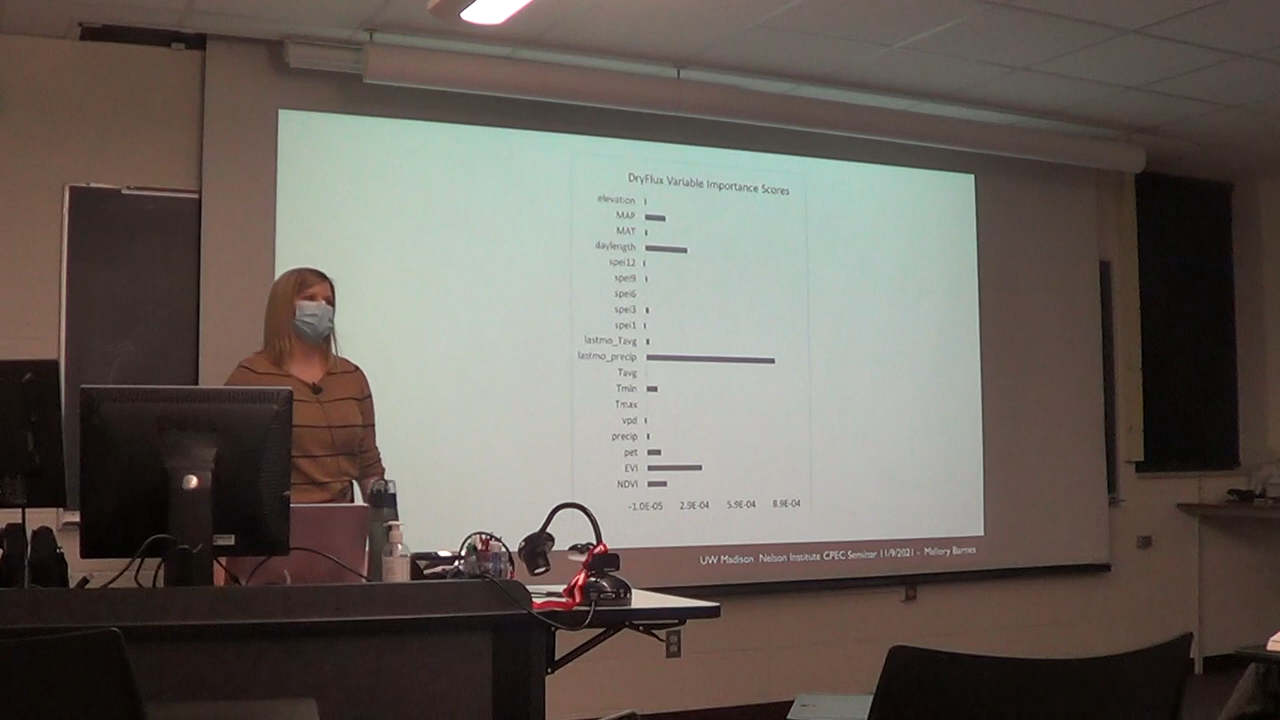 DryFlux Variable Importance Scores
elevation
MAP
MAT
daylength
spei12
spei9
spei6
spei3
spei1
lastmo_Tavg
lastmo_precip
Tavg
Tmin
Tmax
vpd
precip
pet
EVI
NDVI
-1.0E-05 2.9E-04 5.9E-04 8.9E-04
UW Madison Nelson Institute CPEC Seminar 11/9/2021 - Mallory Barnes